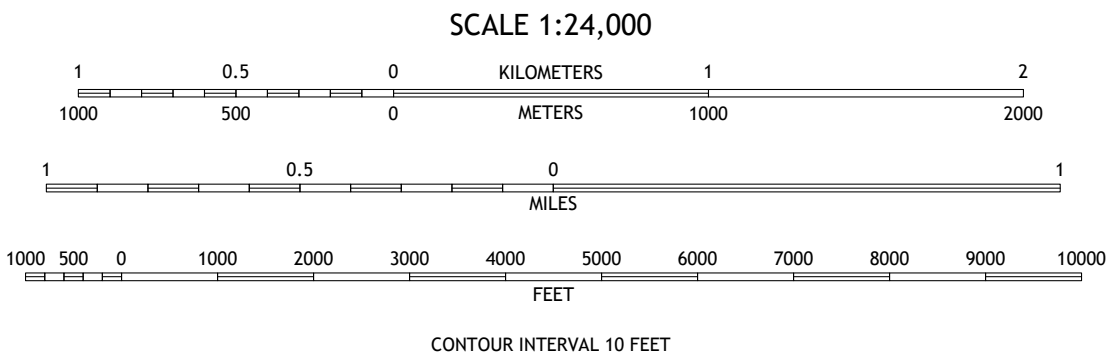 SCALE 1:24,000
1 0.5 0 KILOMETERS 1 2
1000 500 0 METERS 1000 2000
1 0.5 0 1
MILES
1000 500 0 1000 2000 3000 4000 5000 6000 7000 8000 9000 10000
FEET
CONTOUR INTERVAL 10 FEET